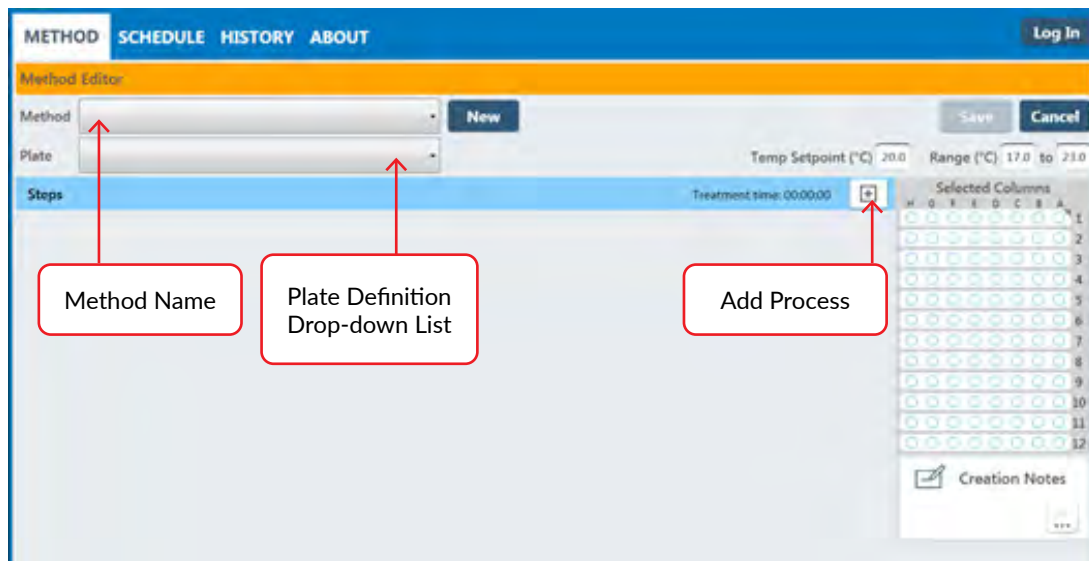 METHOD SCHEDULE HISTORY ABOUT Log In
Method Editor
Method New Save Cancel
Plate Temp Setpoint (°C) 20.0 Range (°C) 17.0 to 23.0
Steps Treatment time: 00:00:00 Selected Columns
H G F E D C B A
1
2
3
4
5
6
7
8
9
10
11
12
Method Name
Plate Definition
Drop-down List
Add Process
Creation Notes
...